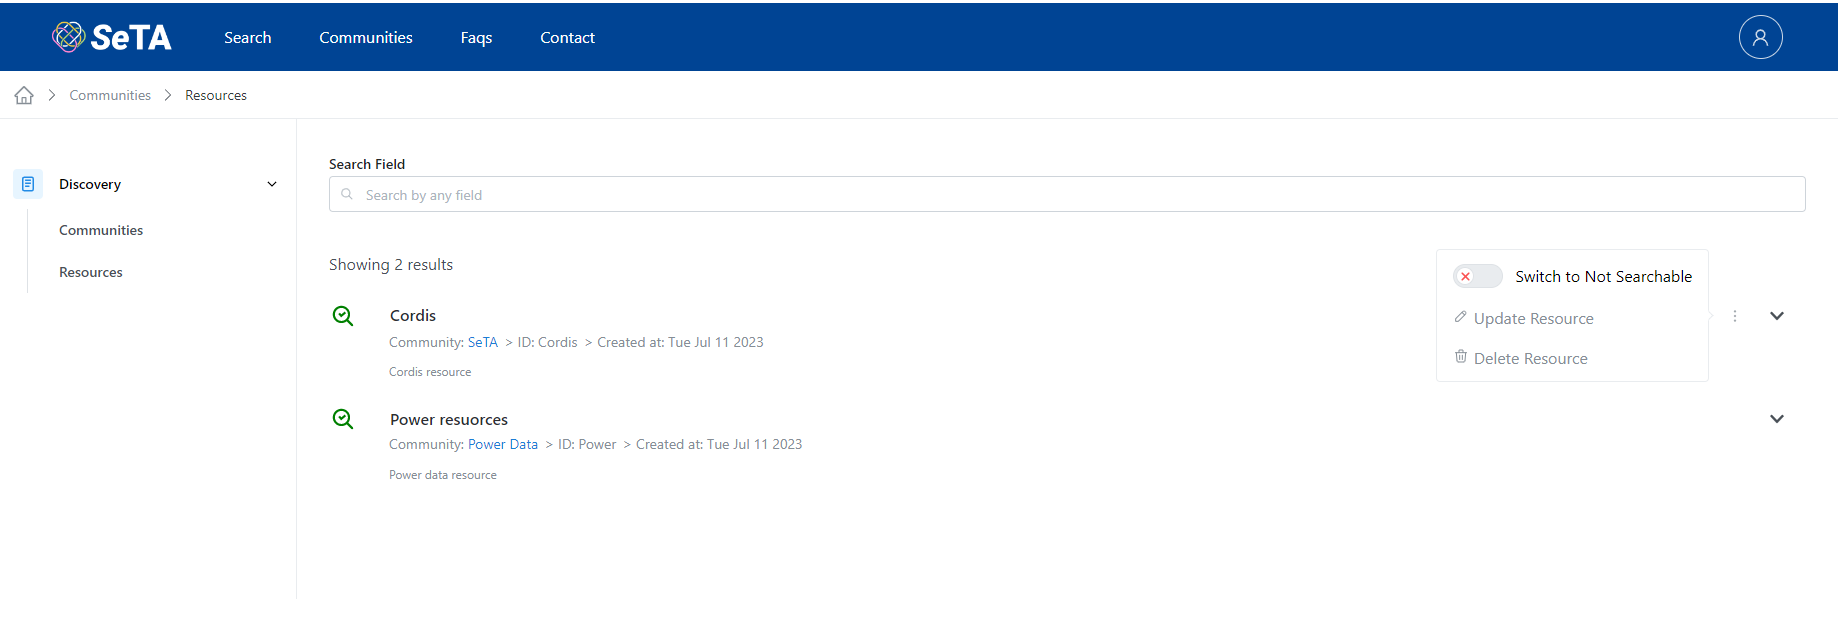 SeTA Search Communities Faqs Contact
Communities Resources
Discovery
Communities
Resources
Search Field
Search by any field
Showing 2 results
Cordis
Community: SeTA > ID: Cordis > Created at: Tue Jul 11 2023
Cordis resource
Switch to Not Searchable
Update Resource
Delete Resource
Power resuorces
Community: Power Data > ID: Power > Created at: Tue Jul 11 2023
Power data resource